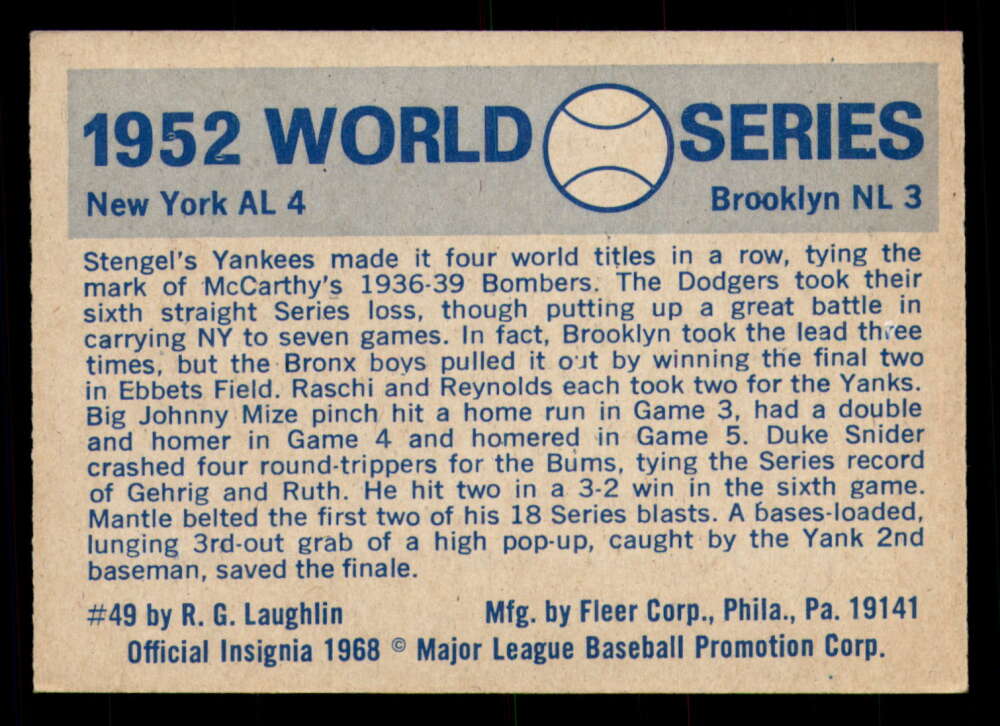 1952 WORLD SERIES
New York AL 4 Brooklyn NL 3
Stengel's Yankees made it four world titles in a row, tying the
mark of McCarthy's 1936-39 Bombers. The Dodgers took their
sixth straight Series loss, though putting up a great battle in
carrying NY to seven games. In fact, Brooklyn took the lead three
times, but the Bronx boys pulled it out by winning the final two
in Ebbets Field. Raschi and Reynolds each took two for the Yanks.
Big Johnny Mize pinch hit a home run in Game 3, had a double
and homer in Game 4 and homered in Game 5. Duke Snider
crashed four round-trippers for the Bums, tying the Series record
of Gehrig and Ruth. He hit two in a 3-2 win in the sixth game.
Mantle belted the first two of his 18 Series blasts. A bases-loaded,
lunging 3rd-out grab of a high pop-up, caught by the Yank 2nd
baseman, saved the finale.
#49 by R. G. Laughlin Mfg. by Fleer Corp., Phila., Pa. 19141
Official Insignia 1968 © Major League Baseball Promotion Corp.